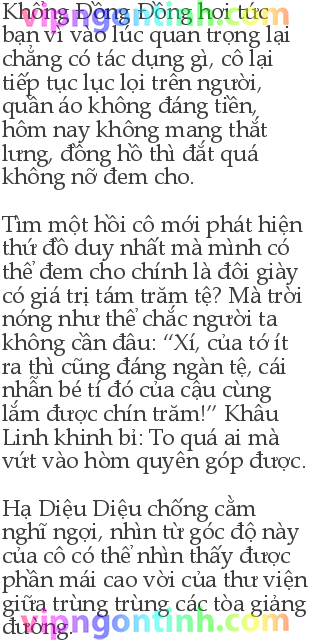 Khổng Đồng Đồng hơi tức
bạn vì vào lúc quan trọng lại
chẳng có tác dụng gì, cô lại
tiếp tục lục lọi trên người,
quần áo không đáng tiền,
hôm nay không mang thắt
lưng, đồng hồ thì đắt quá
không nỡ đem cho.
Tìm một hồi cô mới phát hiện
thứ đồ duy nhất mà mình có
thể đem cho chính là đôi giày
có giá trị tám trăm tệ? Mà trời
nóng như thể chắc người ta
không cần đâu: “Xí, của tớ ít
ra thì cũng đáng ngàn tệ, cái
nhẫn bé tí đó của cậu cùng
lắm được chín trăm!” Khâu
Linh khinh bỉ: To quá ai mà
vứt vào hòm quyên góp được.
Hạ Diệu Diệu chống cằm
nghĩ ngợi, nhìn từ góc độ này
của cô có thể nhìn thấy được
phần mái cao vời của thư viện
giữa trùng trùng các tòa giảng
đường.
vipngontinh.com
vipngontinh.com